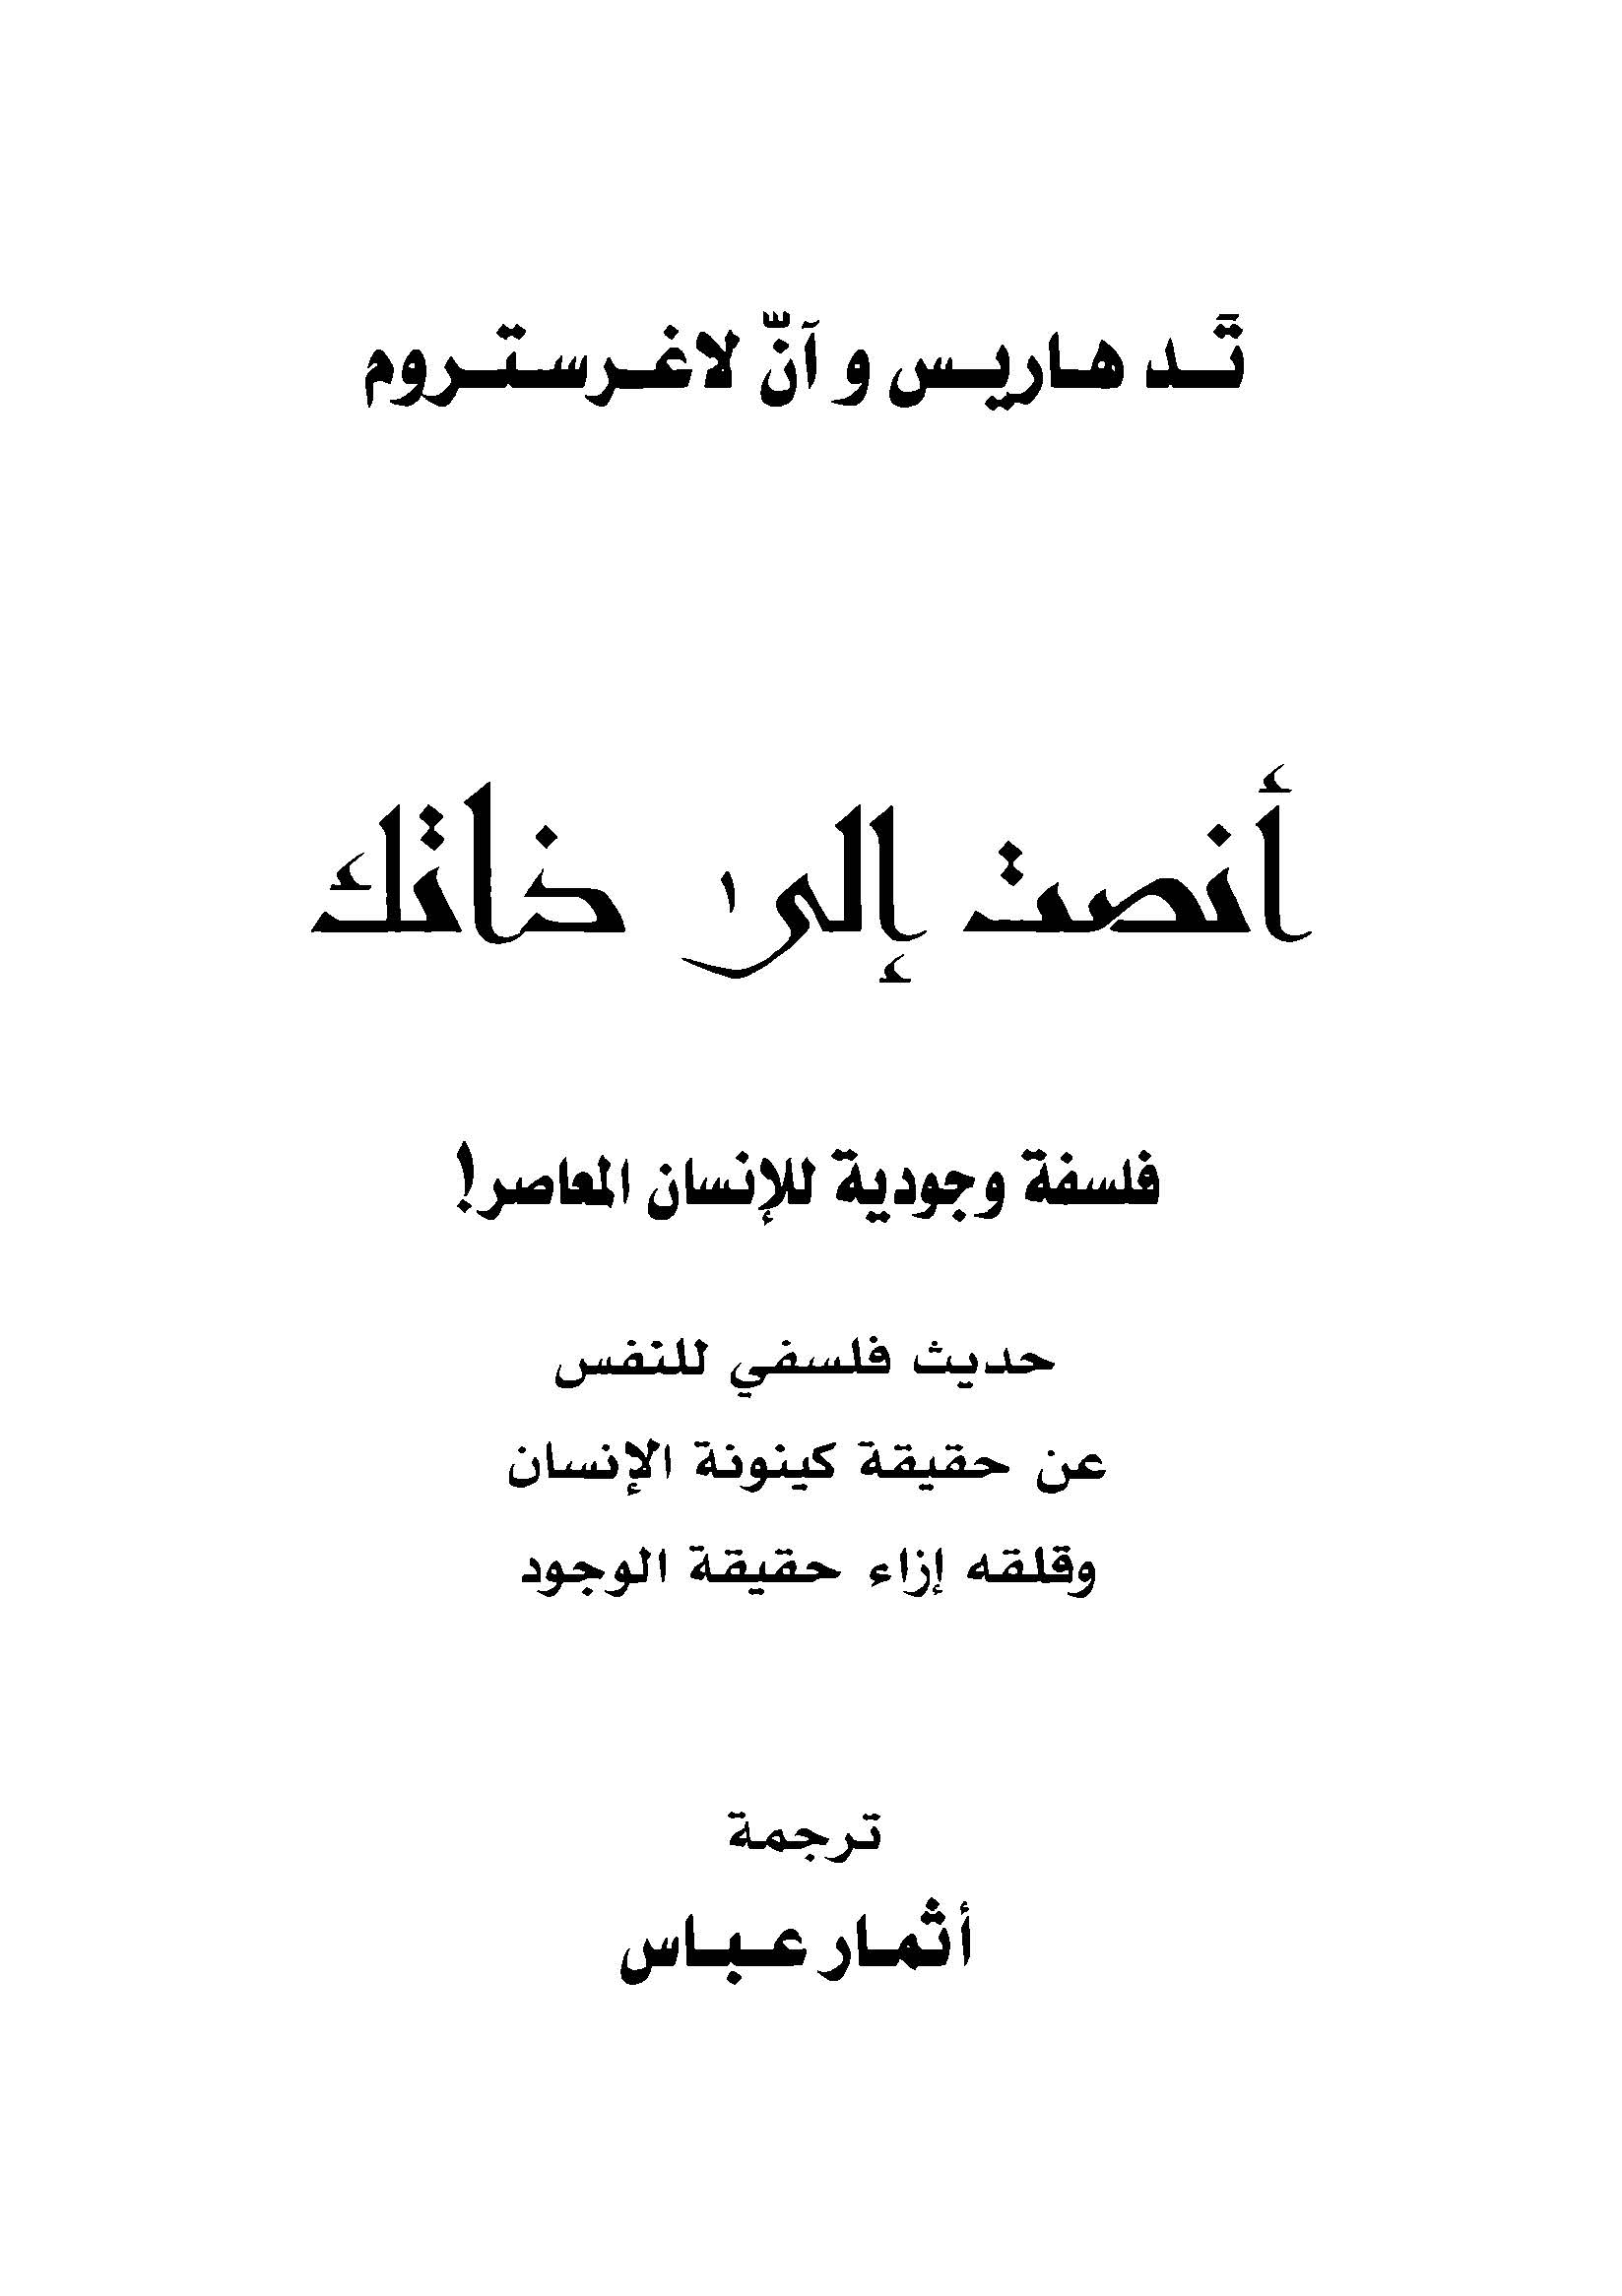 تَد هاريس و آنّ لاغرستروم
أنصت إلى ذاتك
فلسفة وجودية للإنسان المعاصر!
حديث فلسفي للنفس
عن حقيقة كينونة الإنسان
وقلقه إزاء حقيقة الوجود
ترجمة
أثمار عباس